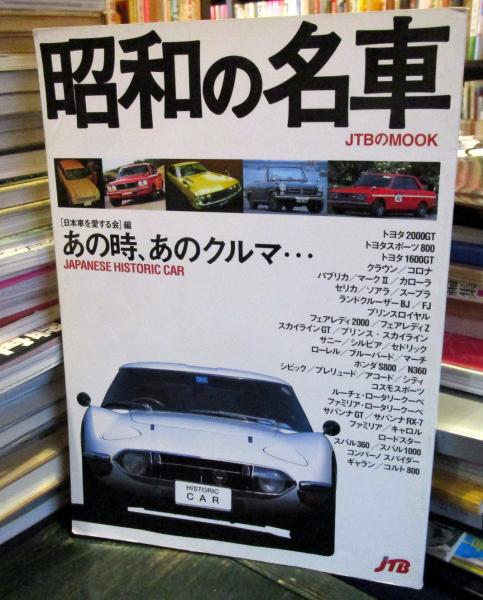 昭和の名車
JTBのMOOK
［日本車を愛する会］編
あの時、あのクルマ…
JAPANESE HISTORIC CAR
トヨタ2000GT
トヨタスポーツ800
トヨタ1600GT
クラウン／コロナ
パブリカ／マークⅡ／カローラ
セリカ／ソアラ／スープラ
ランドクルーザーBJ／FJ
プリンスロイヤル
フェアレディ2000／フェアレディZ
スカイラインGT／プリンス・スカイライン
サニー／シルビア／セドリック
ローレル／ブルーバード／マーチ
ホンダS800／N360
シビック／プレリュード／アコード／シティ
コスモスポーツ
ルーチェ・ロータリークーペ
ファミリア・ロータリークーペ
サバンナGT／サバンナRX-7
ファミリア／キャロル
ロードスター
スバル360／スバル1000
コンパーノスパイダー
ギャラン／コルト800
HISTORIC
CAR
JTB